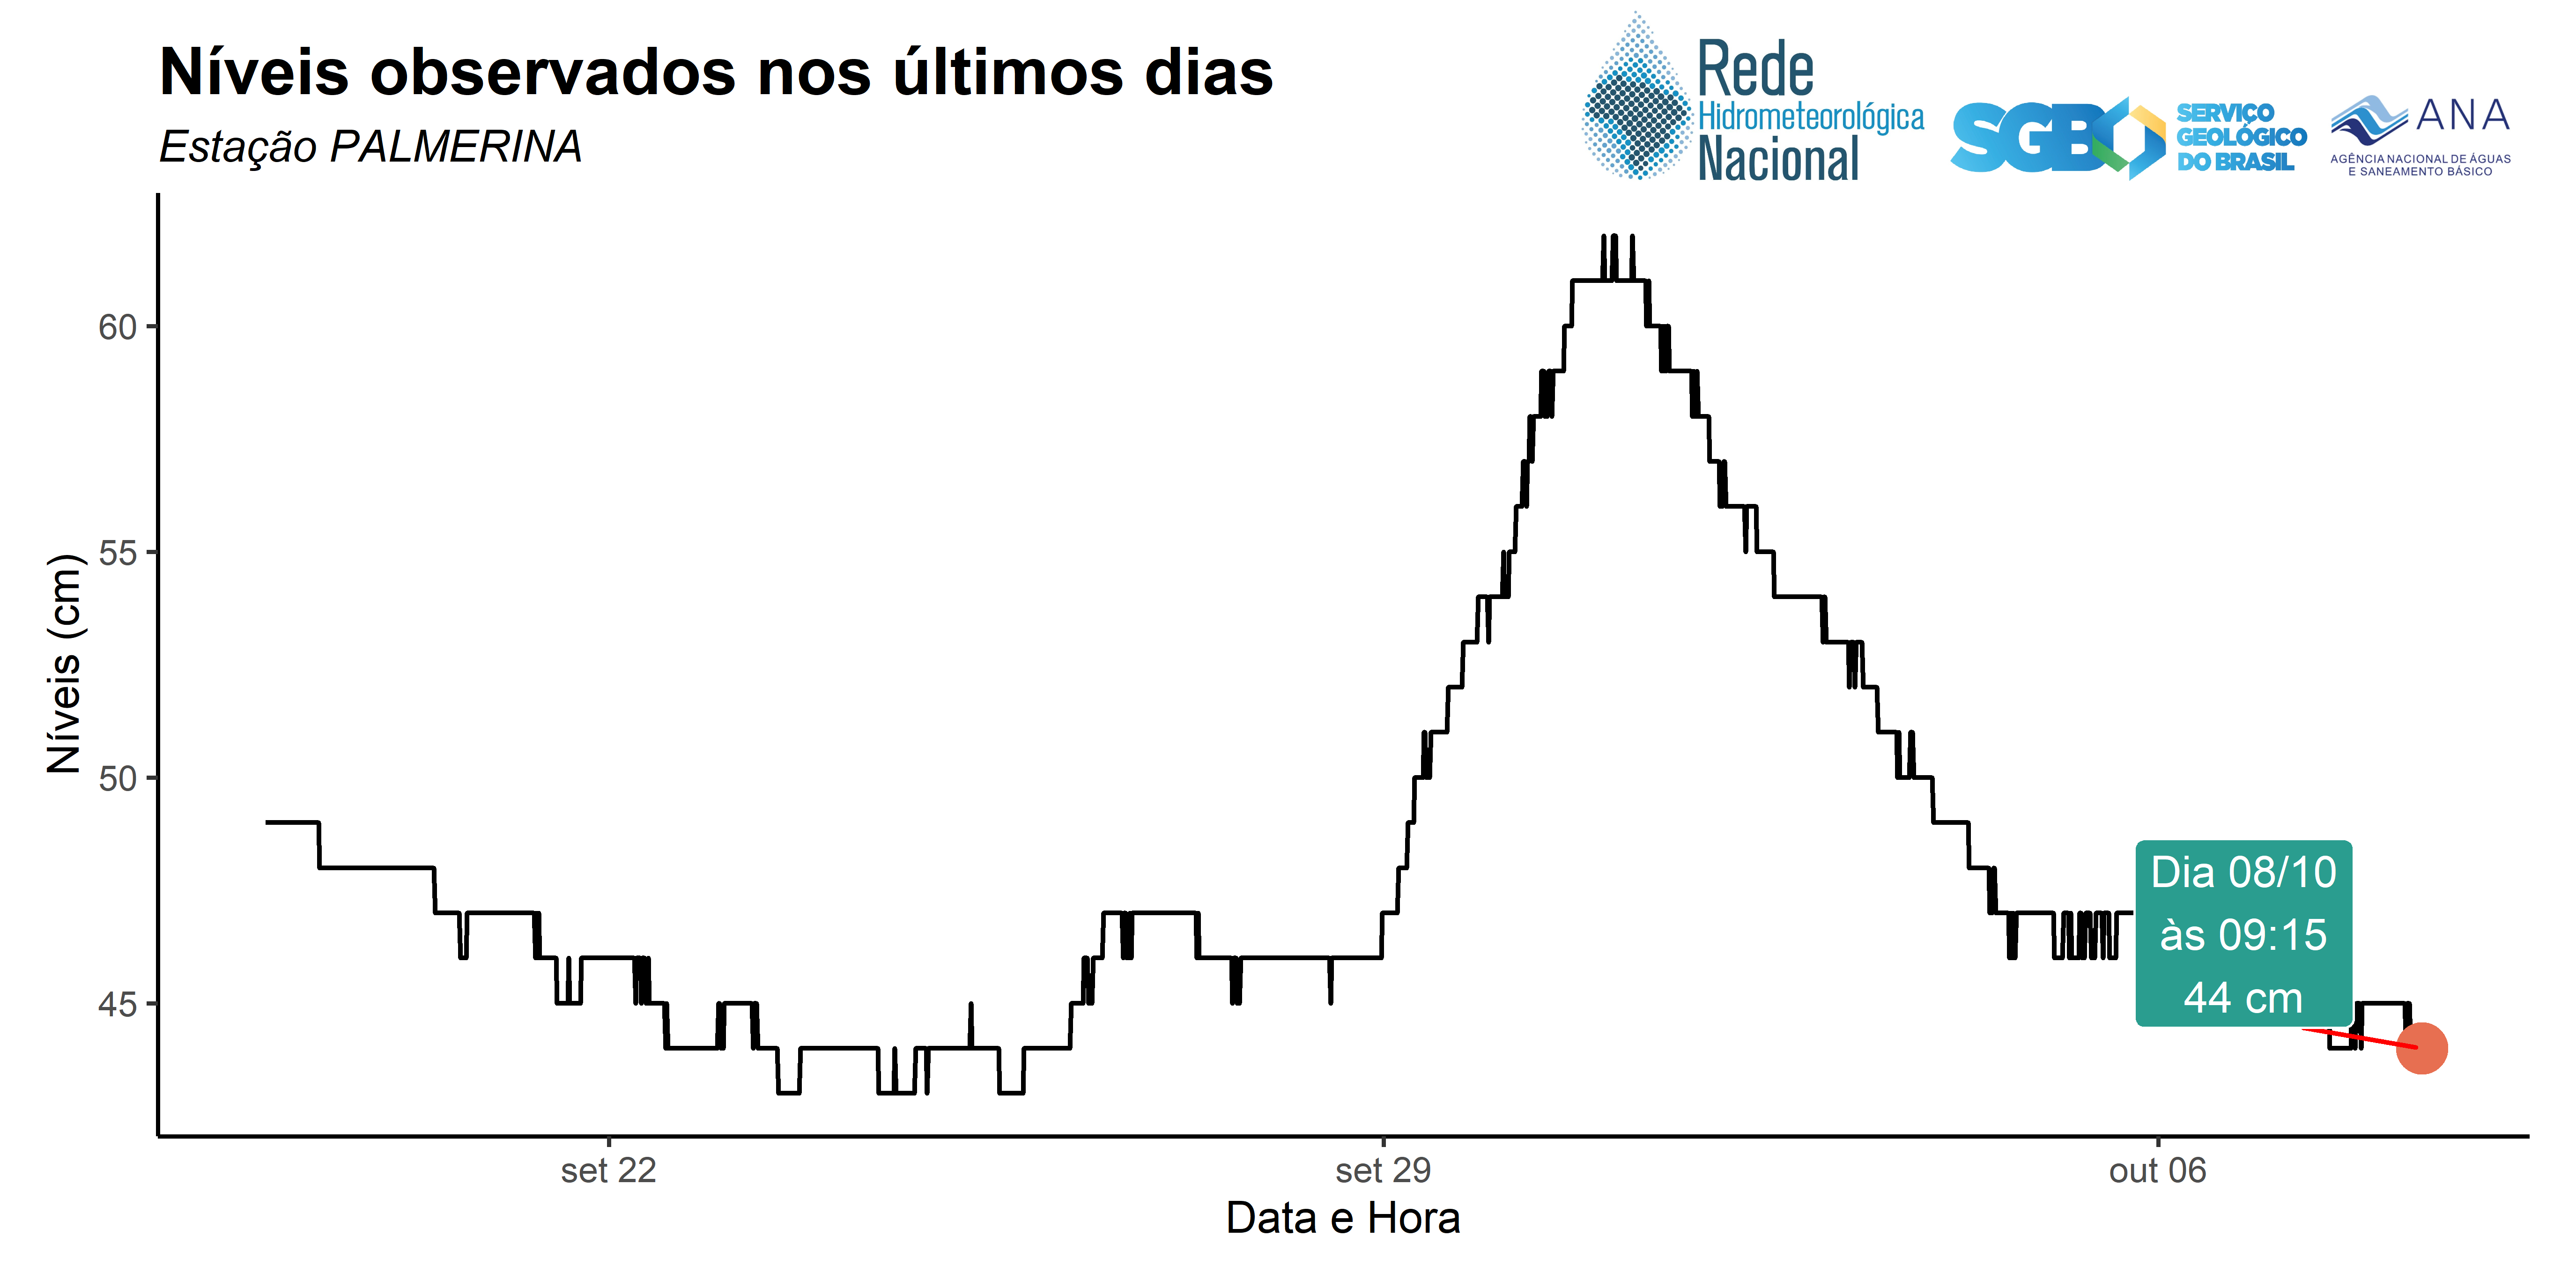 Níveis observados nos últimos dias
Estação PALMERINA
Rede
Hidrometeorológica
Nacional
SGB
SERVIÇO
GEOLÓGICO
DO BRASIL
ANA
AGÊNCIA NACIONAL DE ÁGUAS
E SANEAMENTO BÁSICO
Níveis (cm)
60
55
50
45
Dia 08/10
às 09:15
44 cm
set 22
set 29
out 06
Data e Hora